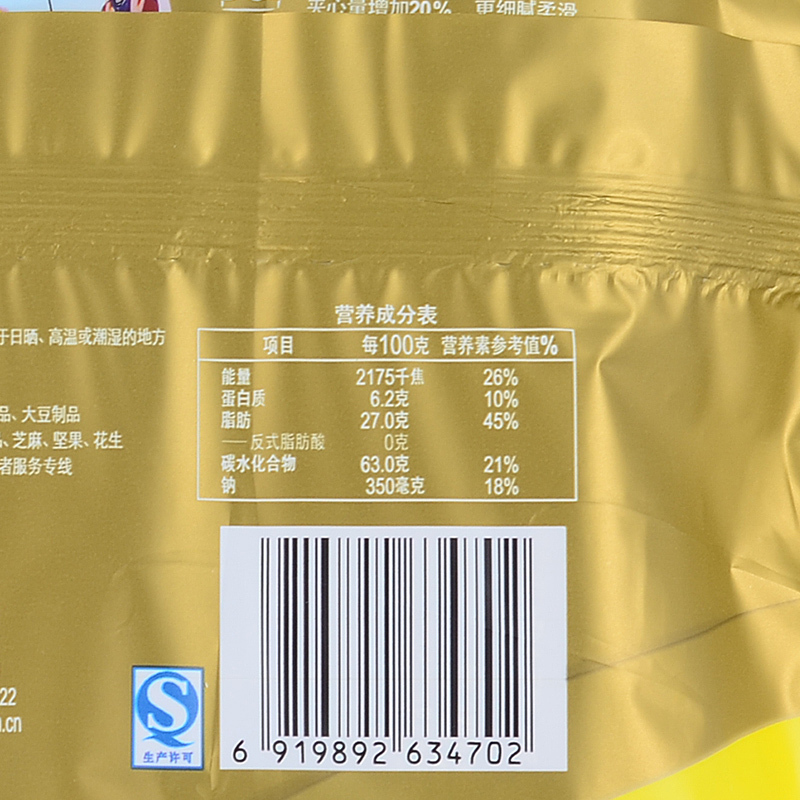 夹心量增加20%，更细腻柔滑
于日晒、高温或潮湿的地方
品、大豆制品
、芝麻、坚果、花生
者服务专线
22
.cn
营养成分表
项目 每100克 营养素参考值%
能量 2175千焦 26%
蛋白质 6.2克 10%
脂肪 27.0克 45%
—— 反式脂肪酸 0克
碳水化合物 63.0克 21%
钠 350毫克 18%
生产许可
6 919892 634702